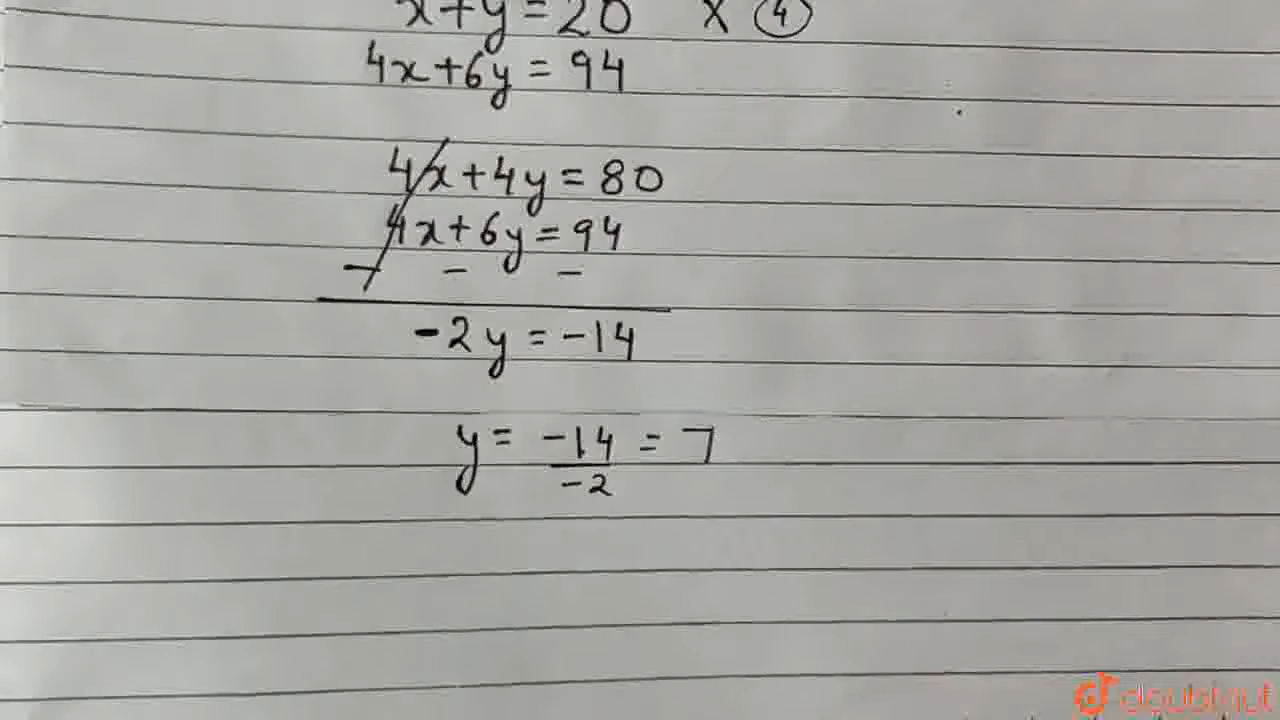 x+y=20 × ④
4x+6y=94
4x+4y=80
4x+6y=94
- - -
-2y=-14
y= -14/-2 = 7
doubtnut